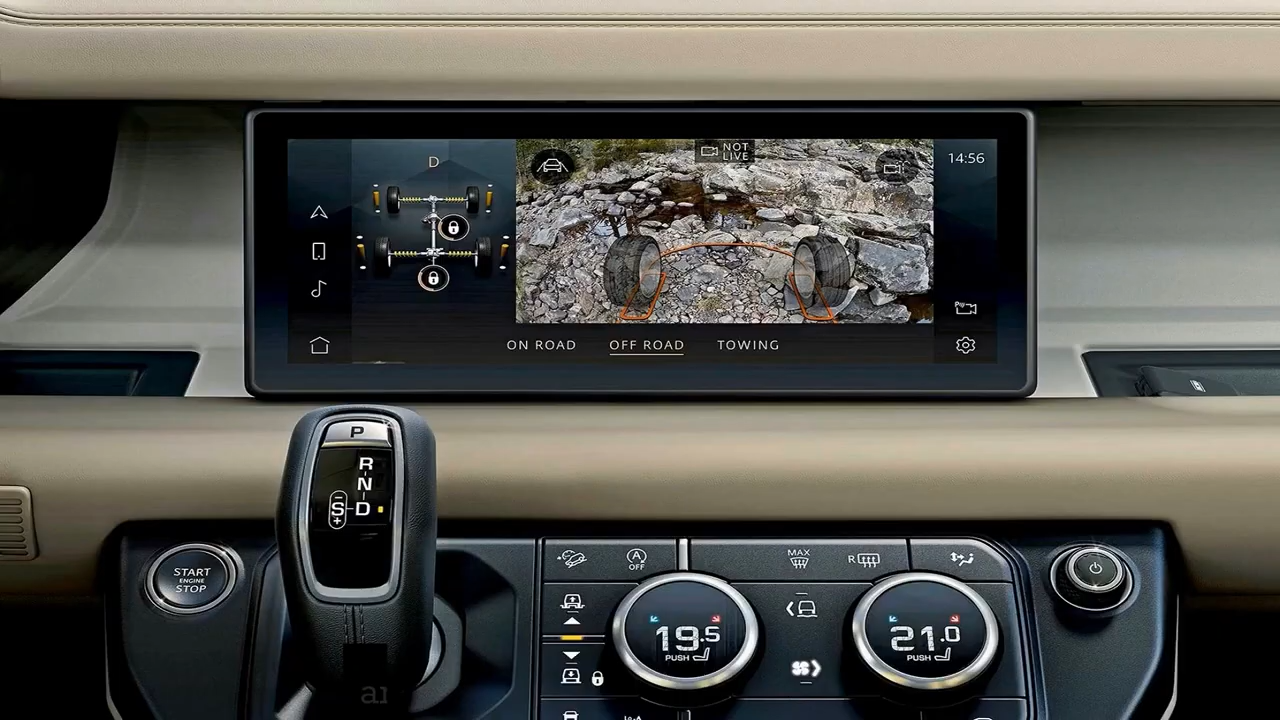 D
NOT
LIVE
14:56
ON ROAD
OFF ROAD
TOWING
P
R
N
D
S
START
ENGINE
STOP
A
OFF
MAX
R
19.5
PUSH
21.0
PUSH